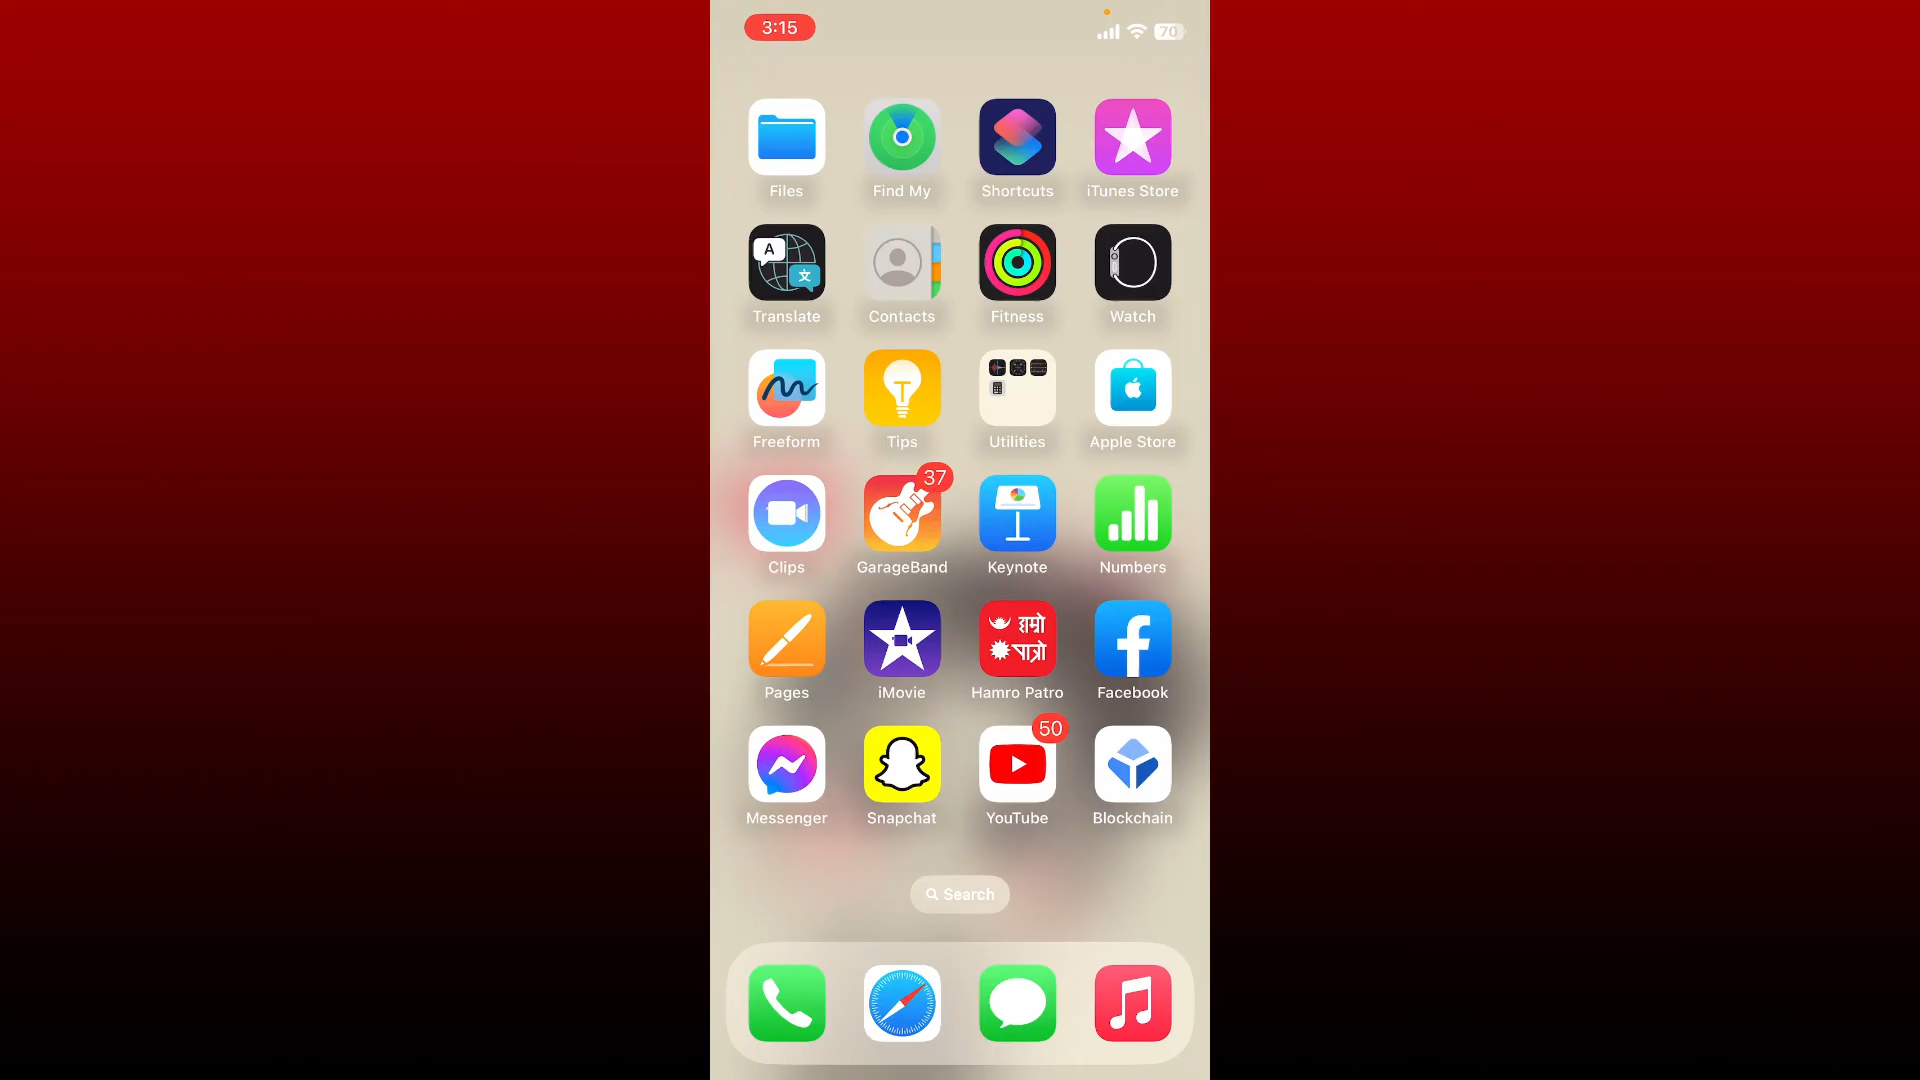 3:15
70
Files
Find My
Shortcuts
iTunes Store
A
文
Translate
Contacts
Fitness
Watch
Freeform
Tips
Utilities
Apple Store
37
Clips
GarageBand
Keynote
Numbers
हाम्रो
पात्रो
Pages
iMovie
Hamro Patro
Facebook
50
Messenger
Snapchat
YouTube
Blockchain
Search